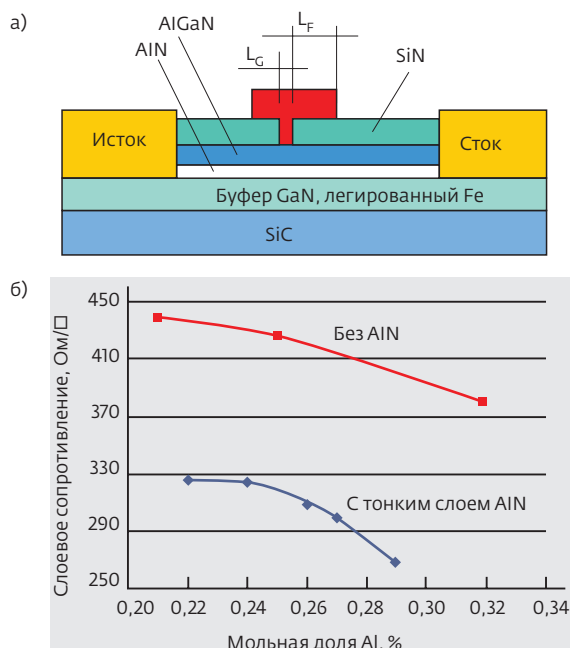 а)
AlGaN
AlN
L_F
L_G
SiN
Исток
Сток
Буфер GaN, легированный Fe
SiC
б)
Слоевое сопротивление, Ом/□
450
410
370
330
290
250
Без AlN
С тонким слоем AlN
0,20 0,22 0,24 0,26 0,28 0,30 0,32 0,34
Мольная доля Al, %